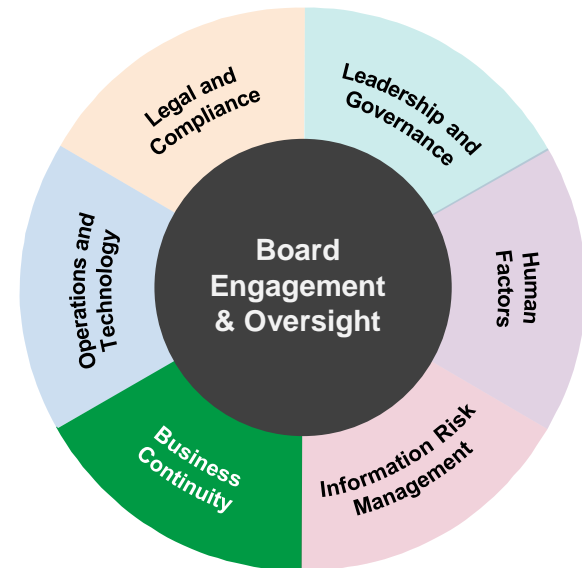 Board
Engagement
& Oversight
Leadership and
Governance
Human
Factors
Information Risk
Management
Business
Continuity
Operations and
Technology
Legal and
Compliance